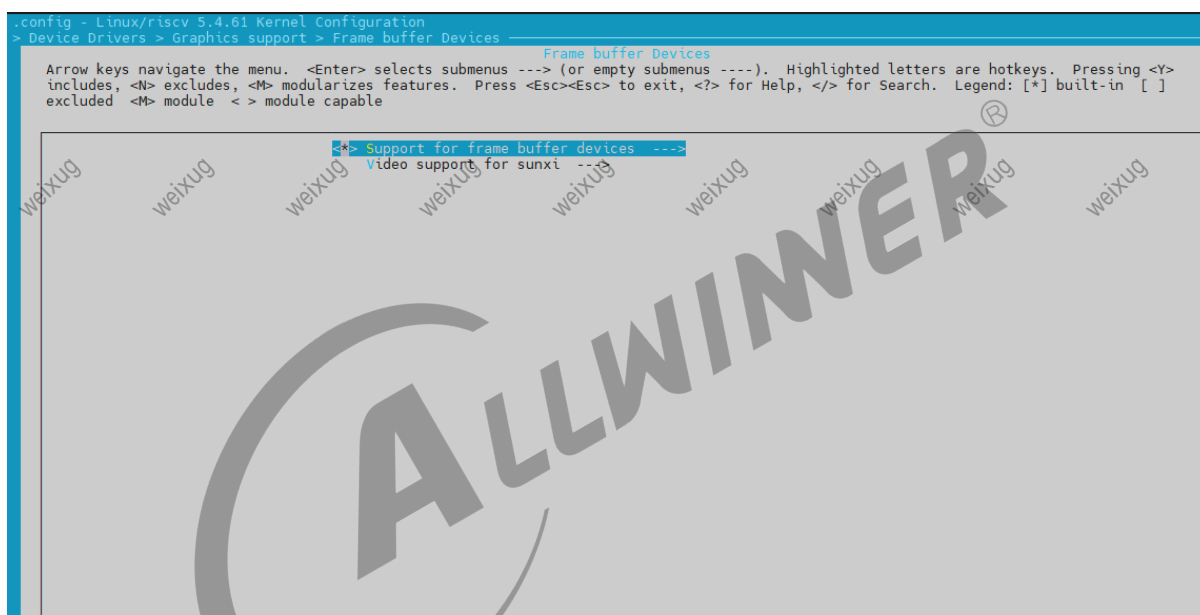 .config - Linux/riscv 5.4.61 Kernel Configuration
> Device Drivers > Graphics support > Frame buffer Devices
Frame buffer Devices
Arrow keys navigate the menu.  <Enter> selects submenus ---> (or empty submenus ----).  Highlighted letters are hotkeys.  Pressing <Y>
includes, <N> excludes, <M> modularizes features.  Press <Esc><Esc> to exit, <?> for Help, </> for Search.  Legend: [*] built-in  [ ]
excluded  <M> module  < > module capable
<*> Support for frame buffer devices  --->
Video support for sunxi  --->
weixug weixug weixug weixug weixug weixug weixug weixug weixug
ALLWINNER®